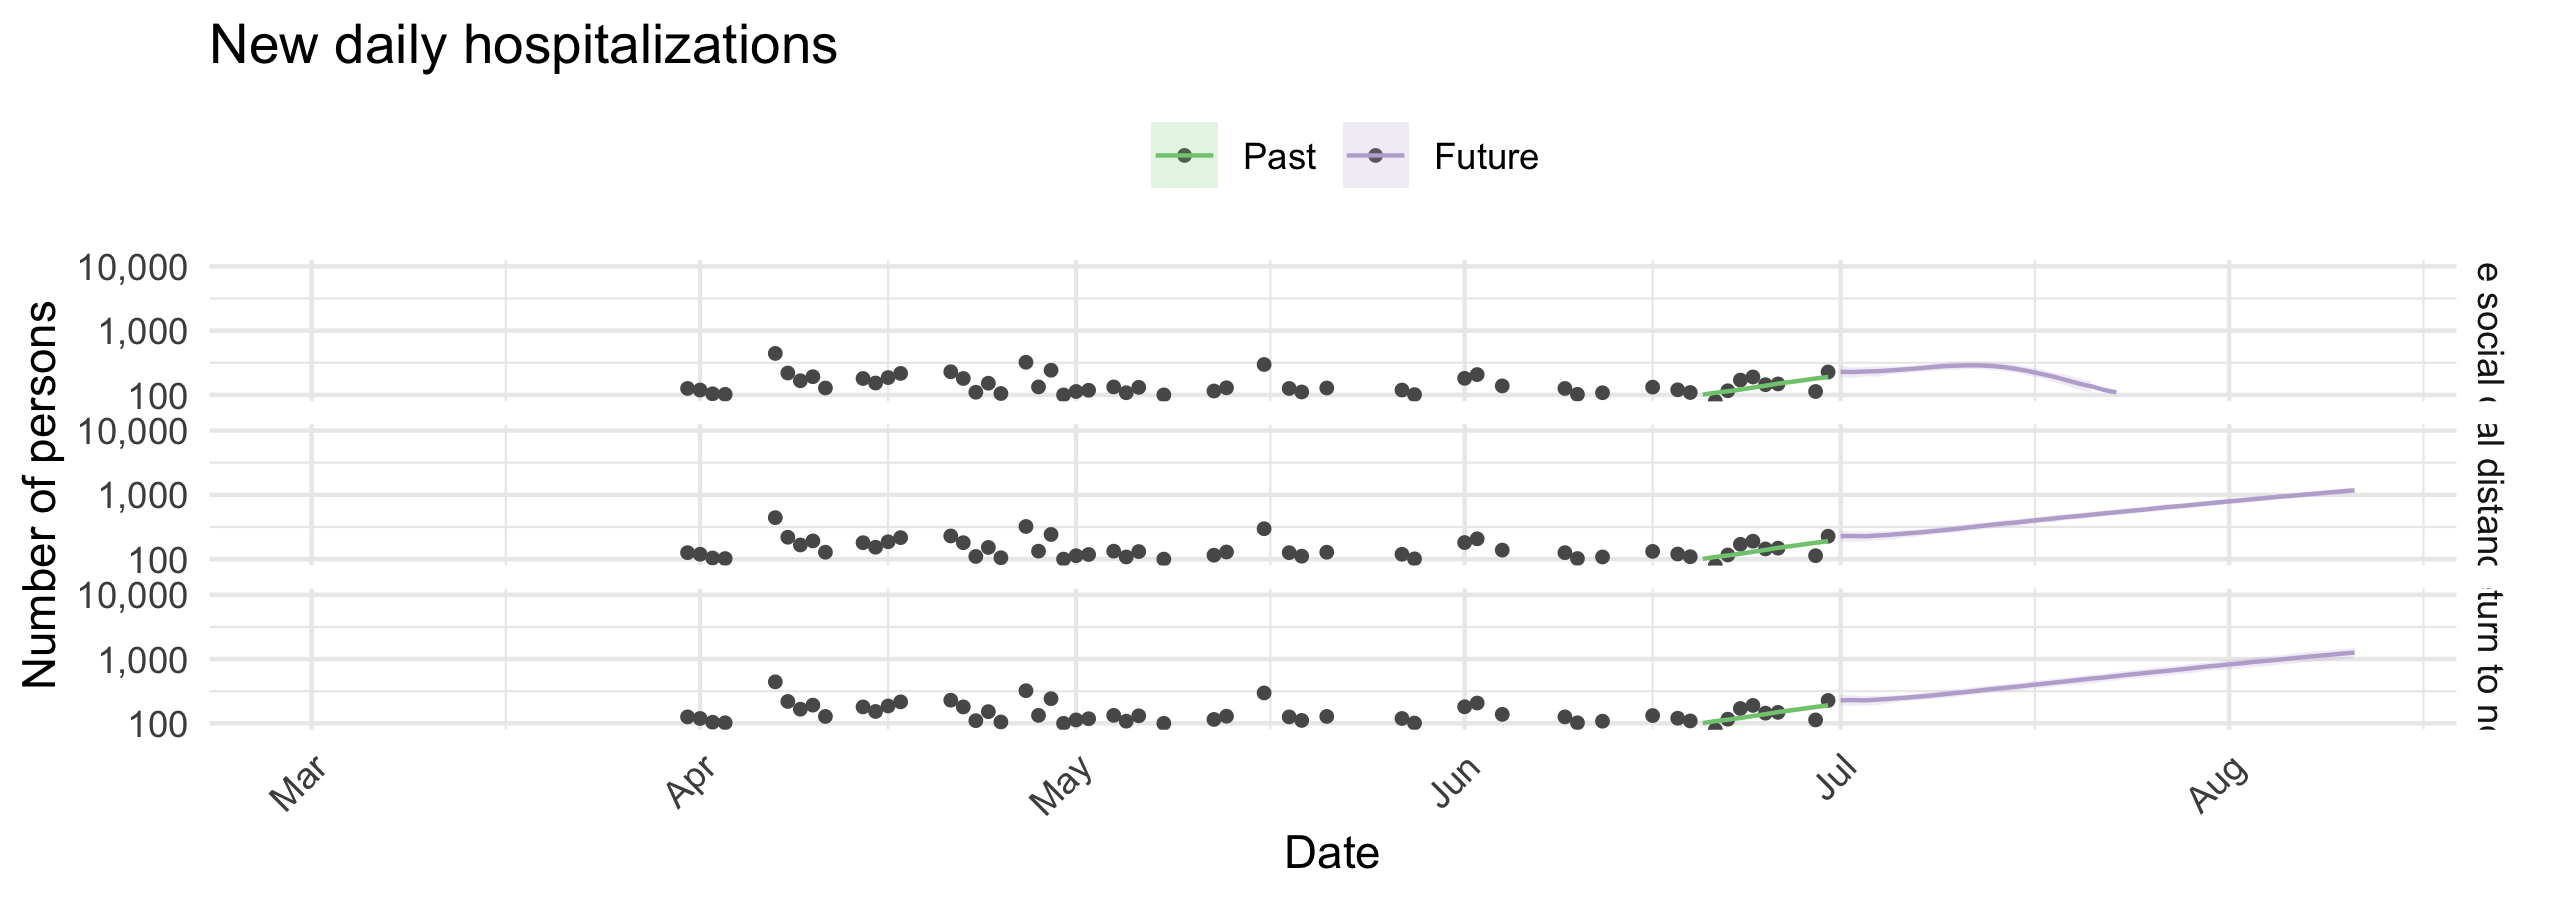 New daily hospitalizations
Past Future
Number of persons
10,000
1,000
100
e social
10,000
1,000
100
al distanc
10,000
1,000
100
turn to
Mar Apr May Jun Jul Aug
Date